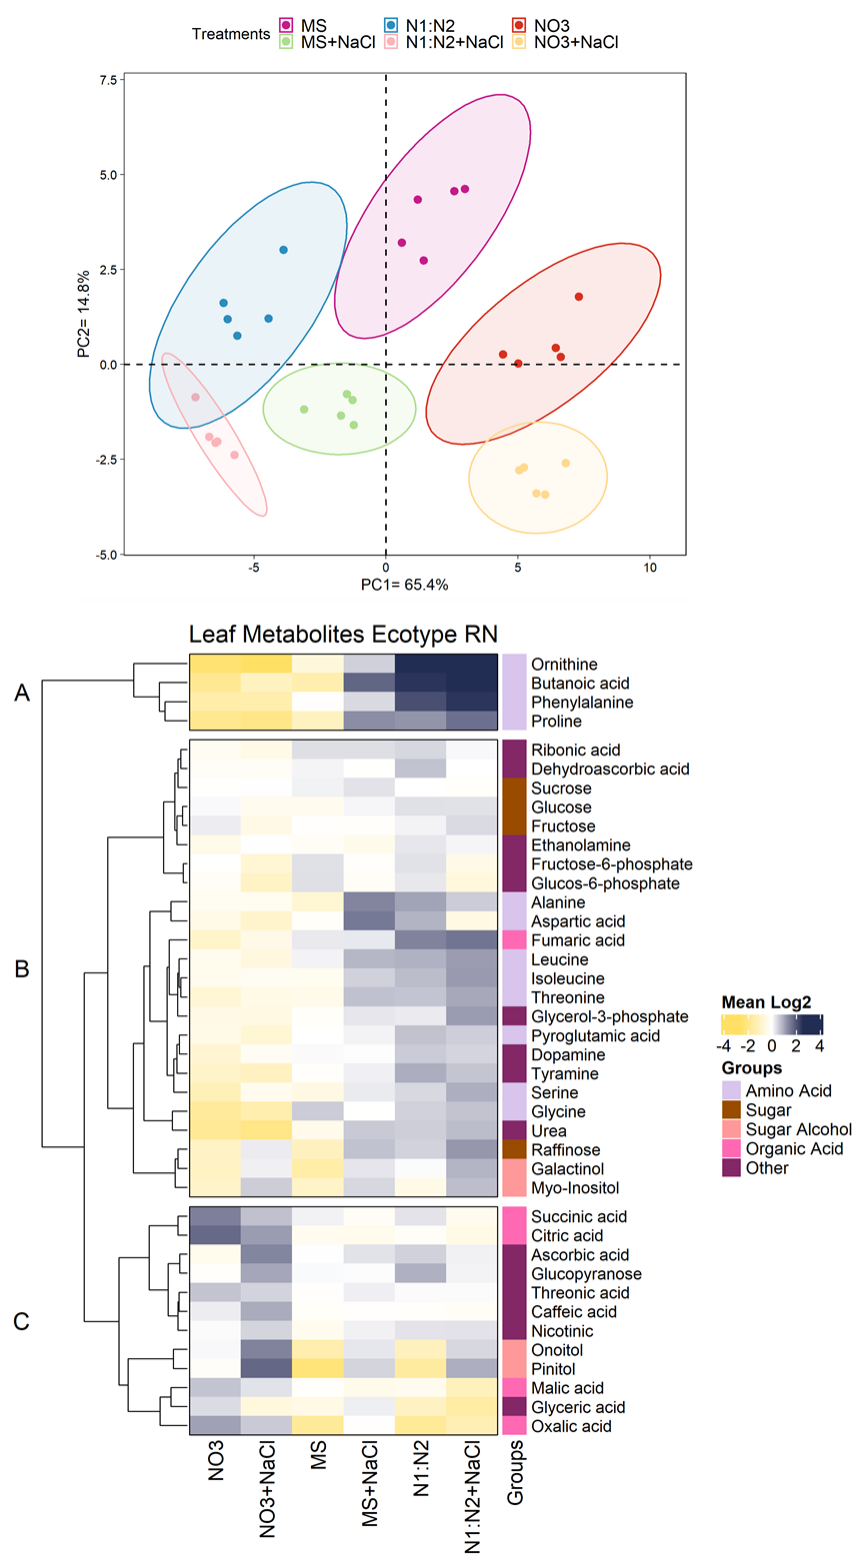 Treatments MS N1:N2 NO3
MS+NaCl N1:N2+NaCl NO3+NaCl
7.5
5.0
2.5
0.0
-2.5
-5.0
PC2= 14.8%
-5 0 5 10
PC1= 65.4%
Leaf Metabolites Ecotype RN
A
Ornithine
Butanoic acid
Phenylalanine
Proline
B
Ribonic acid
Dehydroascorbic acid
Sucrose
Glucose
Fructose
Ethanolamine
Fructose-6-phosphate
Glucos-6-phosphate
Alanine
Aspartic acid
Fumaric acid
Leucine
Isoleucine
Threonine
Glycerol-3-phosphate
Pyroglutamic acid
Dopamine
Tyramine
Serine
Glycine
Urea
Raffinose
Galactinol
Myo-Inositol
C
Succinic acid
Citric acid
Ascorbic acid
Glucopyranose
Threonic acid
Caffeic acid
Nicotinic
Onoitol
Pinitol
Malic acid
Glyceric acid
Oxalic acid
NO3
NO3+NaCl
MS
MS+NaCl
N1:N2
N1:N2+NaCl
Groups
Mean Log2
-4 -2 0 2 4
Groups
Amino Acid
Sugar
Sugar Alcohol
Organic Acid
Other